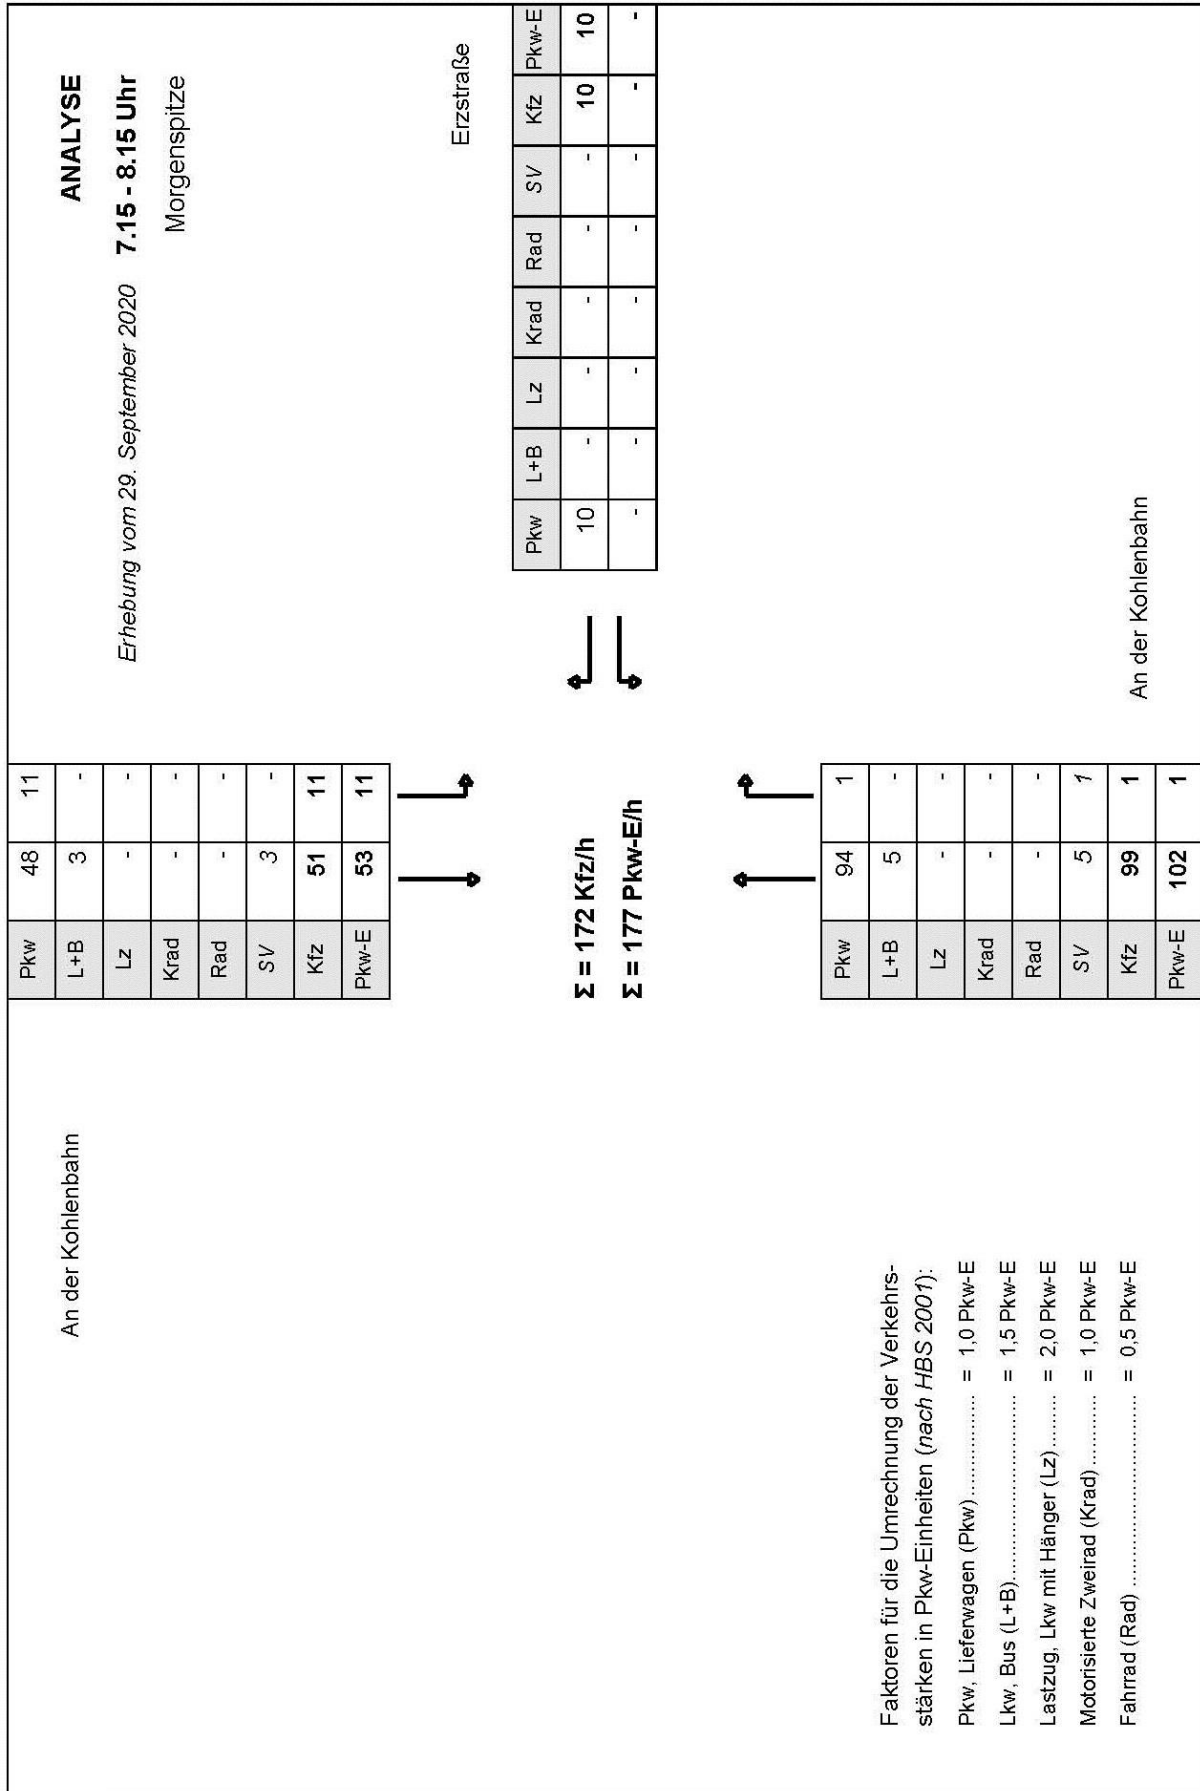 ANALYSE
Erhebung vom 29. September 2020 7.15 - 8.15 Uhr
Morgenspitze
An der Kohlenbahn
Pkw 48 11
L+B 3 -
Lz - -
Krad - -
Rad - -
SV 3 -
Kfz 51 11
Pkw-E 53 11
Erzstraße
Pkw L+B Lz Krad Rad SV Kfz Pkw-E
10 - - - - - 10 10
- - - - - - - -
Σ = 172 Kfz/h
Σ = 177 Pkw-E/h
Pkw 94 1
L+B 5 -
Lz - -
Krad - -
Rad - -
SV 5 1
Kfz 99 1
Pkw-E 102 1
An der Kohlenbahn
Faktoren für die Umrechnung der Verkehrs-
stärken in Pkw-Einheiten (nach HBS 2001):
Pkw, Lieferwagen (Pkw)................. = 1,0 Pkw-E
Lkw, Bus (L+B)............................... = 1,5 Pkw-E
Lastzug, Lkw mit Hänger (Lz).......... = 2,0 Pkw-E
Motorisierte Zweirad (Krad)............. = 1,0 Pkw-E
Fahrrad (Rad) ................................. = 0,5 Pkw-E